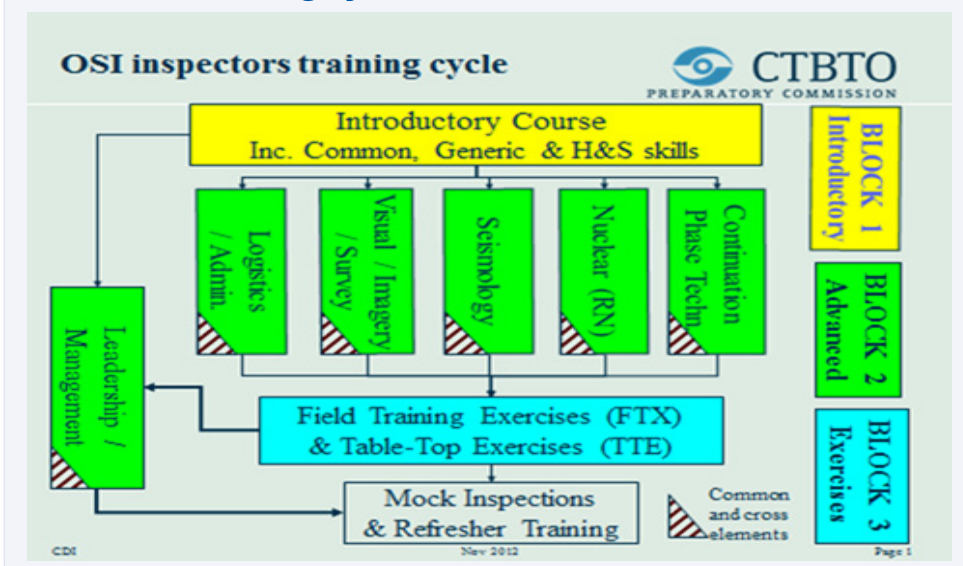 OSI inspectors training cycle
CTBTO
PREPARATORY COMMISSION
Introductory Course
Inc. Common, Generic & H&S skills
BLOCK 1
Introductory
Logistics
/ Admin.
Visual / Imagery
/ Survey
Seismology
Nuclear (RN)
Continuation
Phase Techn.
BLOCK 2
Advanced
Leadership /
Management
Field Training Exercises (FTX)
& Table-Top Exercises (TTE)
BLOCK 3
Exercises
Mock Inspections
& Refresher Training
Common
and cross
elements
CDI
Nov 2012
Page 1